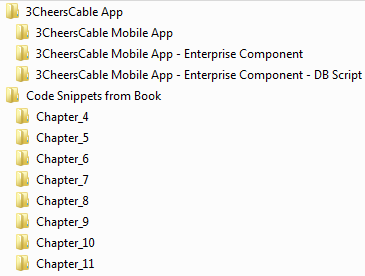 3CheersCable App
3CheersCable Mobile App
3CheersCable Mobile App - Enterprise Component
3CheersCable Mobile App - Enterprise Component - DB Script
Code Snippets from Book
Chapter_4
Chapter_5
Chapter_6
Chapter_7
Chapter_8
Chapter_9
Chapter_10
Chapter_11